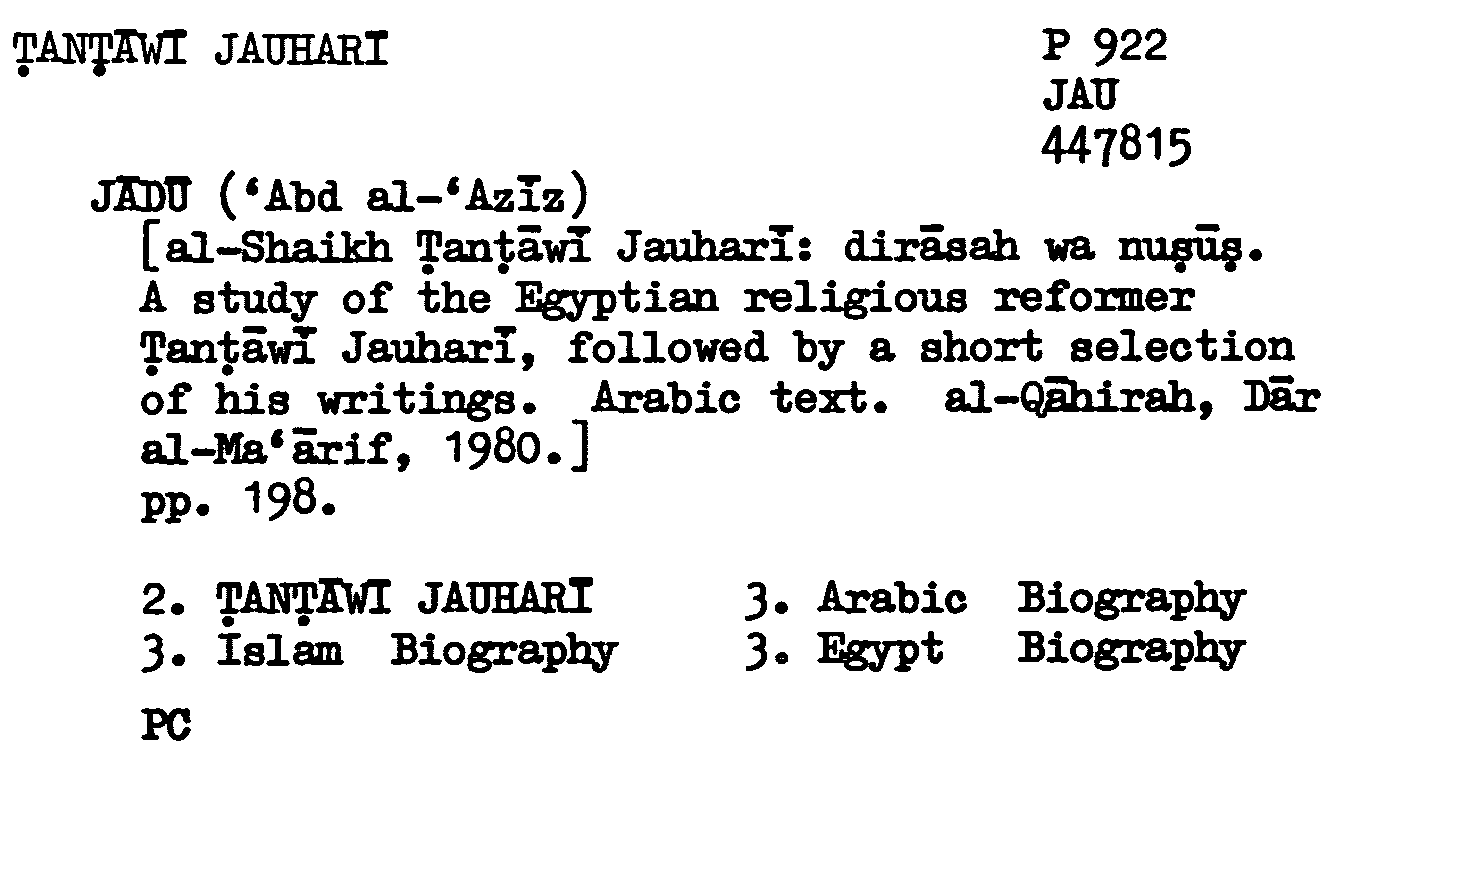 ṬANṬĀWĪ JAUHARĪ
P 922
JAU
447815
JĀDŪ (‘Abd al-‘Azīz)
[al-Shaikh Ṭanṭāwī Jauharī: dirāsah wa nuṣūṣ.
A study of the Egyptian religious reformer
Ṭanṭāwī Jauharī, followed by a short selection
of his writings. Arabic text. al-Qāhirah, Dār
al-Ma‘ārif, 1980.]
pp. 198.
2. ṬANṬĀWĪ JAUHARĪ 3. Arabic Biography
3. Islam Biography 3. Egypt Biography
PC